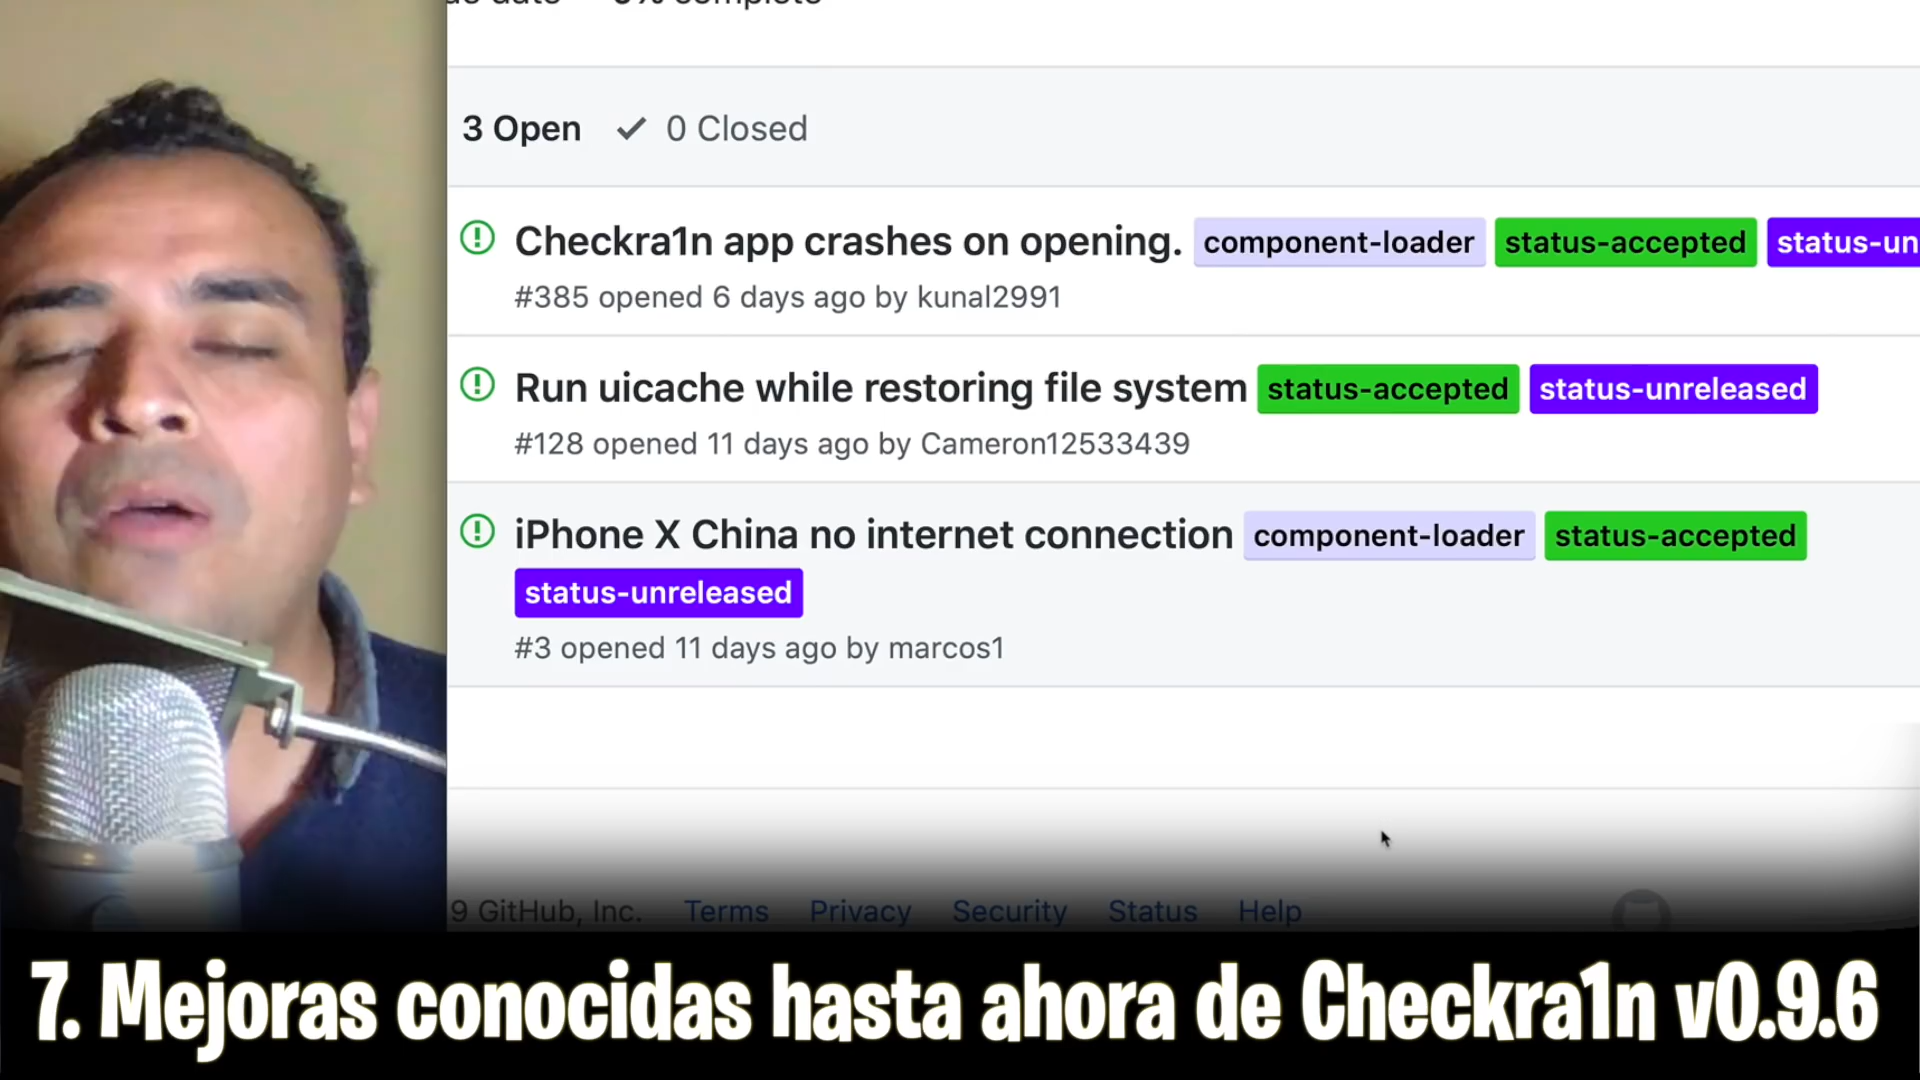 3 Open 0 Closed
Checkra1n app crashes on opening. component-loader status-accepted status-un
#385 opened 6 days ago by kunal2991
Run uicache while restoring file system status-accepted status-unreleased
#128 opened 11 days ago by Cameron12533439
iPhone X China no internet connection component-loader status-accepted
status-unreleased
#3 opened 11 days ago by marcos1
9 GitHub, Inc. Terms Privacy Security Status Help
7. Mejoras conocidas hasta ahora de Checkra1n v0.9.6